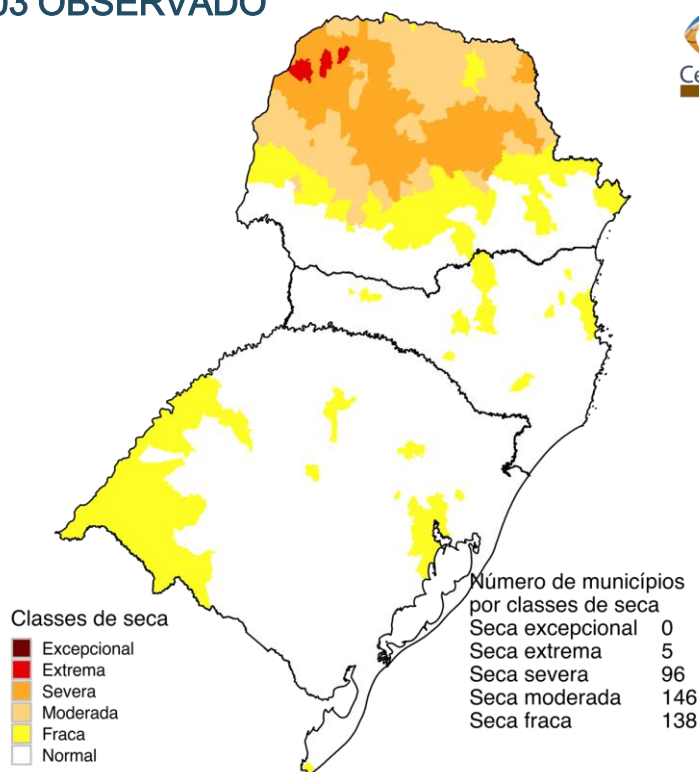 03 OBSERVADO
Ce
Número de municípios
por classes de seca
Seca excepcional 0
Seca extrema 5
Seca severa 96
Seca moderada 146
Seca fraca 138
Classes de seca
Excepcional
Extrema
Severa
Moderada
Fraca
Normal